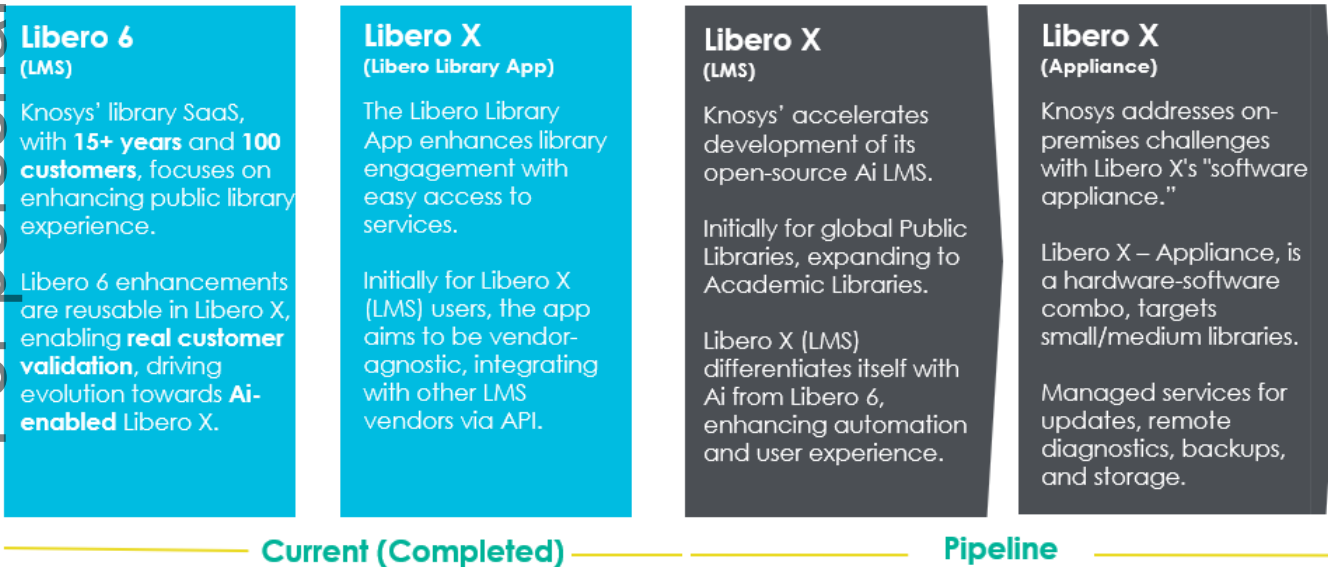 Libero 6
(LMS)
Knosys' library SaaS,
with 15+ years and 100
customers, focuses on
enhancing public library
experience.
Libero 6 enhancements
are reusable in Libero X,
enabling real customer
validation, driving
evolution towards Ai-
enabled Libero X.
Libero X
(Libero Library App)
The Libero Library
App enhances library
engagement with
easy access to
services.
Initially for Libero X
(LMS) users, the app
aims to be vendor-
agnostic, integrating
with other LMS
vendors via API.
Libero X
(LMS)
Knosys' accelerates
development of its
open-source Ai LMS.
Initially for global Public
Libraries, expanding to
Academic Libraries.
Libero X (LMS)
differentiates itself with
Ai from Libero 6,
enhancing automation
and user experience.
Libero X
(Appliance)
Knosys addresses on-
premises challenges
with Libero X's "software
appliance."
Libero X – Appliance, is
a hardware-software
combo, targets
small/medium libraries.
Managed services for
updates, remote
diagnostics, backups,
and storage.
Current (Completed)
Pipeline